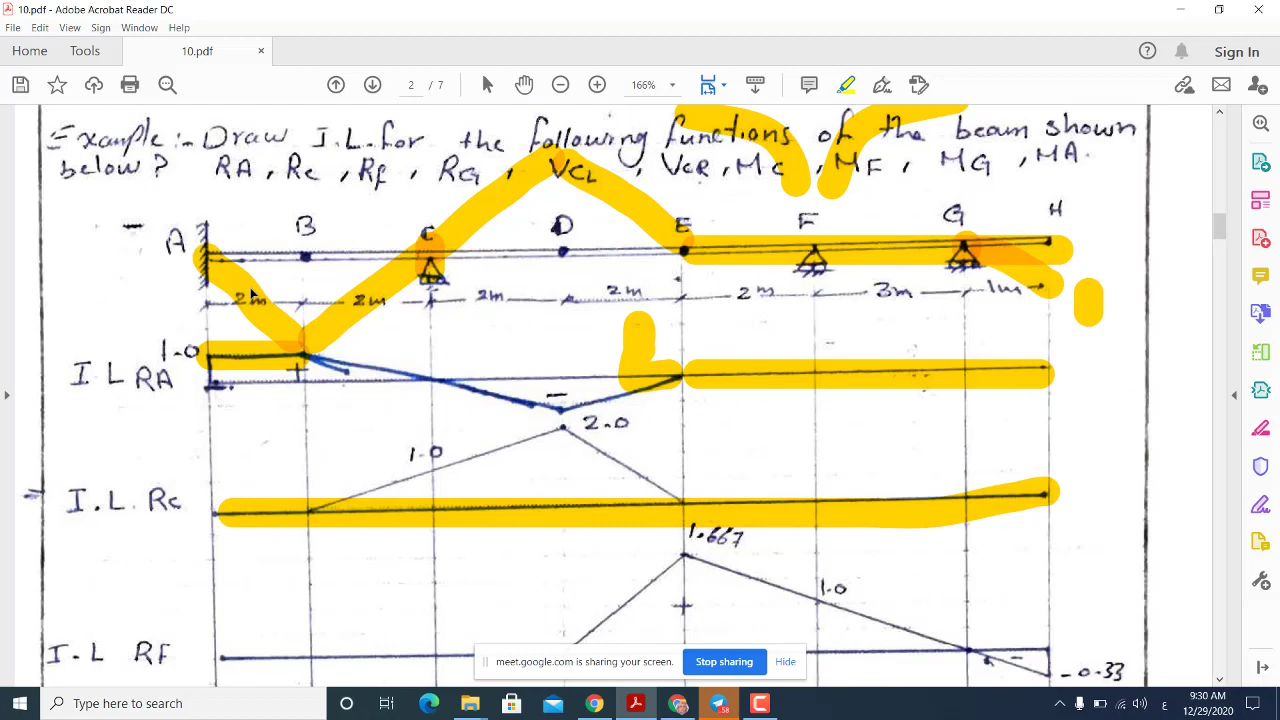 10.pdf - Adobe Acrobat Reader DC
File Edit View Sign Window Help
Home Tools 10.pdf × Sign In
2 / 7 166%
Example:- Draw I.L. for the following functions of the beam shown
below? RA, Rc, Rf, RG, VCL, VCR, MC, MF, MG, MA.
A B C D E F G H
2m 2m 2m 2m 2m 3m 1m
1.0
I.L RA + -
2.0
1.0
= I.L. Rc
1.667
1.0
+
I.L RF -
-0.33
meet.google.com is sharing your screen. Stop sharing Hide
Type here to search
58
9:30 AM
12/29/2020